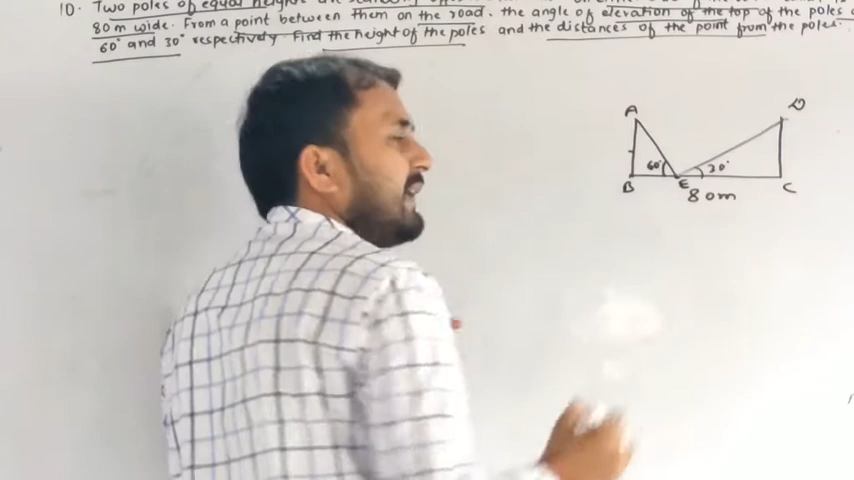 10. Two poles of equal heights are standing
80 m wide. From a point between them on the road, the angle of elevation of the top of the poles
60° and 30° respectively. Find the height of the poles and the distances of the point from the poles.
A
D
60°
30°
B
E
C
80m